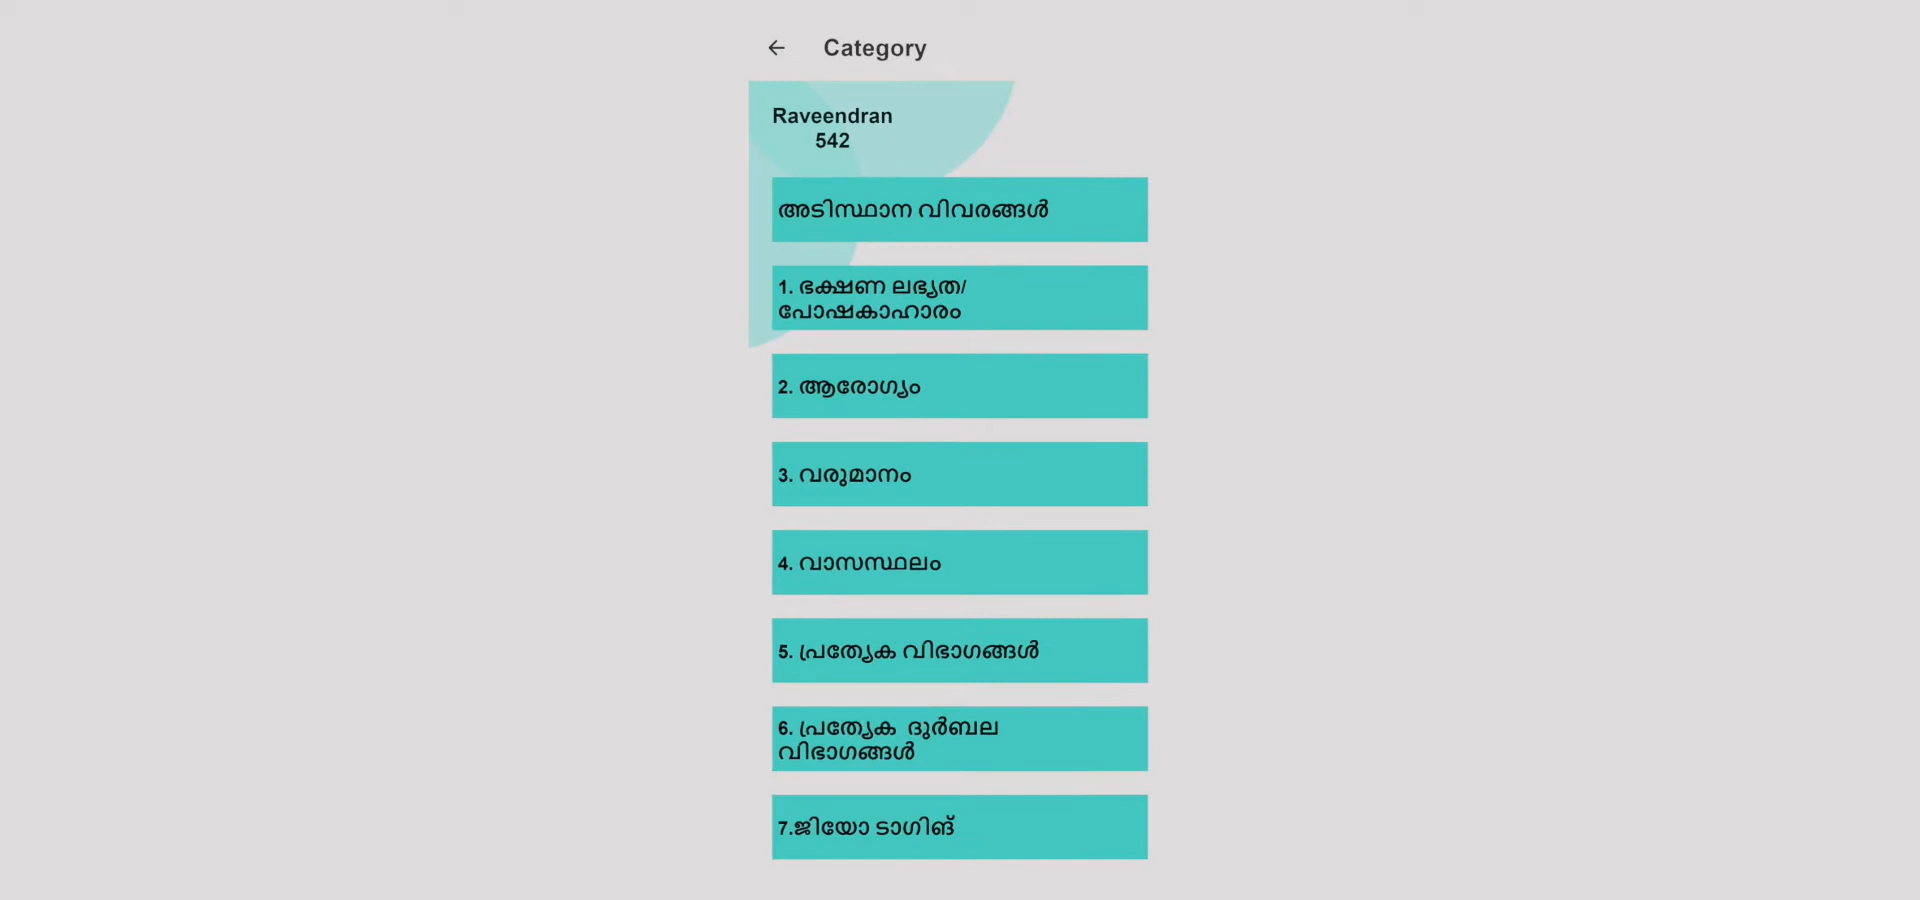 Category
Raveendran
542
അടിസ്ഥാന വിവരങ്ങൾ
1. ഭക്ഷണ ലഭ്യത/
പോഷകാഹാരം
2. ആരോഗ്യം
3. വരുമാനം
4. വാസസ്ഥലം
5. പ്രത്യേക വിഭാഗങ്ങൾ
6. പ്രത്യേക ദുർബല
വിഭാഗങ്ങൾ
7.ജിയോ ടാഗിങ്